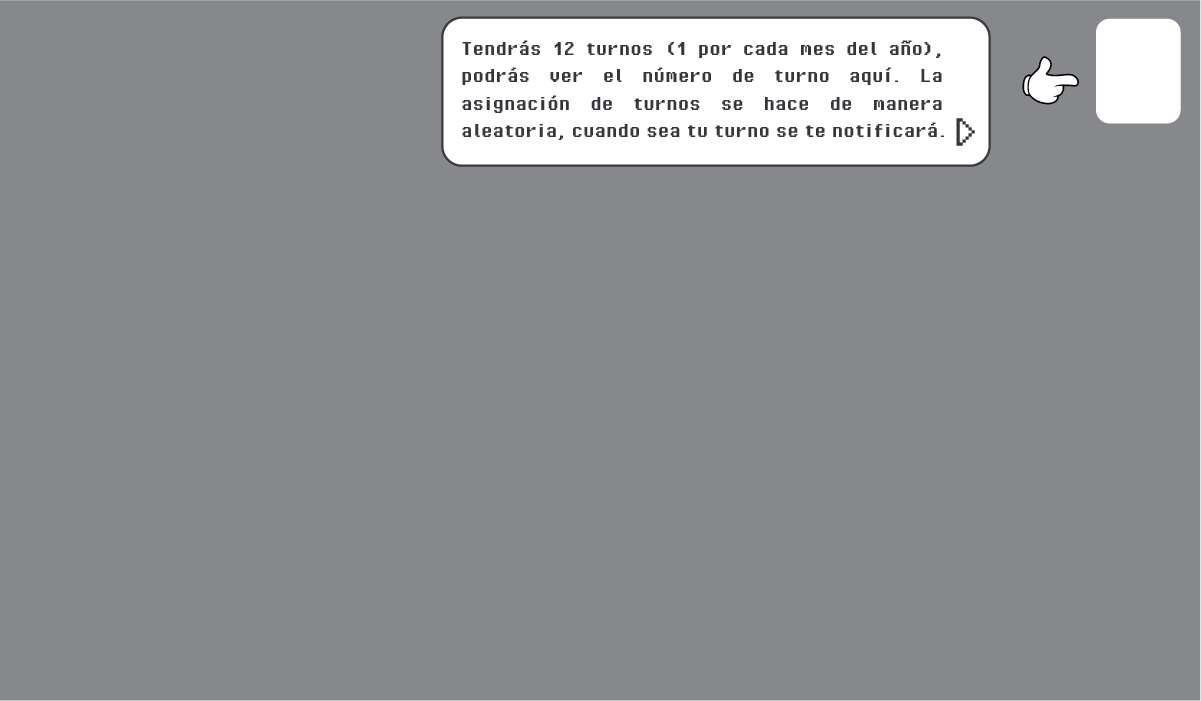 Tendrás 12 turnos (1 por cada mes del año),
podrás ver el número de turno aquí. La
asignación de turnos se hace de manera
aleatoria, cuando sea tu turno se te notificará.